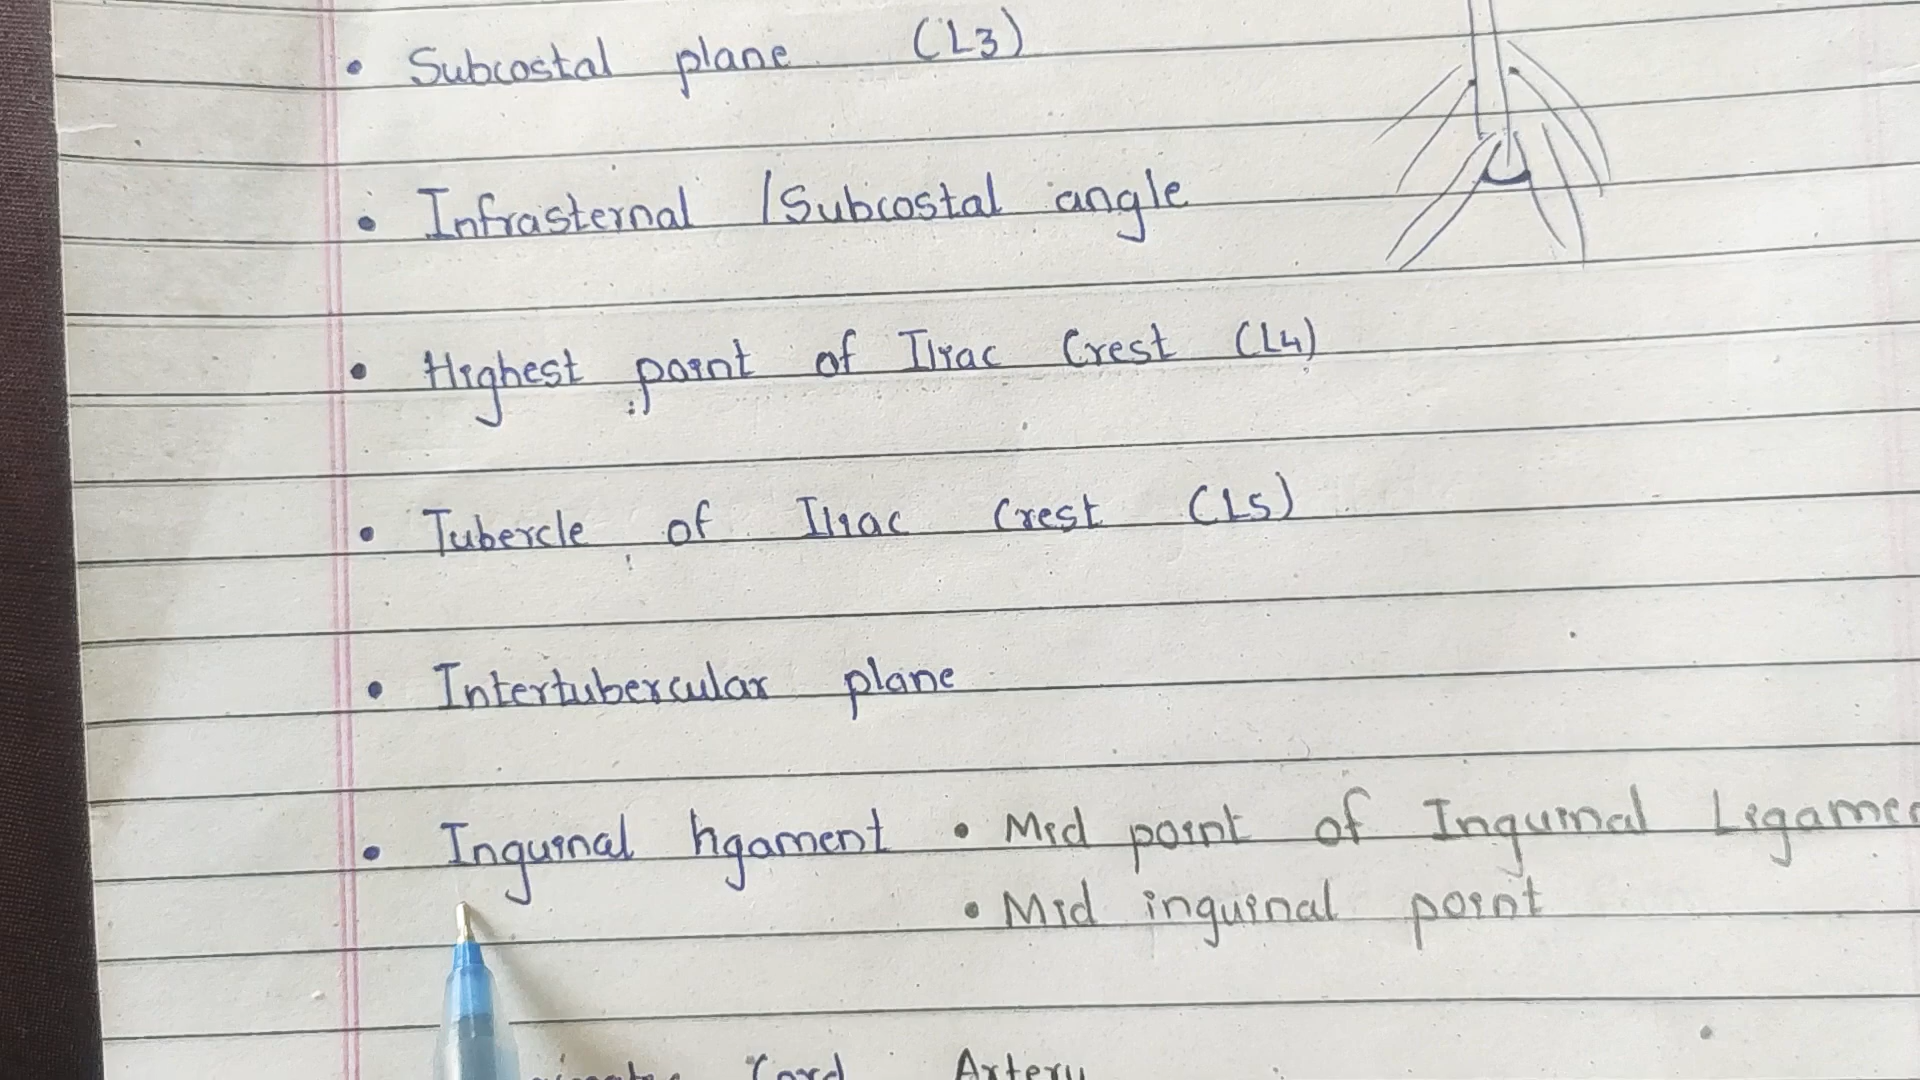 • Subcostal plane (L3)
• Infrasternal / Subcostal angle
• Highest point of Iliac Crest (L4)
• Tubercle of Iliac Crest (L5)
• Intertubercular plane
• Inguinal ligament • Mid point of Inguinal Ligamen
• Mid inguinal point
Cord Artery